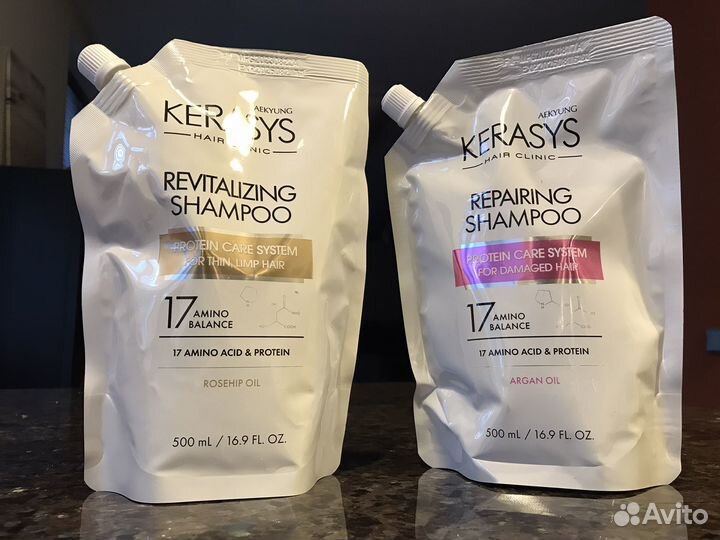 AEKYUNG
KERASYS
HAIR CLINIC
REVITALIZING
SHAMPOO
PROTEIN CARE SYSTEM
FOR THIN, LIMP HAIR
17 AMINO
BALANCE
17 AMINO ACID & PROTEIN
ROSEHIP OIL
500 mL / 16.9 FL. OZ.
AEKYUNG
KERASYS
HAIR CLINIC
REPAIRING
SHAMPOO
PROTEIN CARE SYSTEM
FOR DAMAGED HAIR
17 AMINO
BALANCE
17 AMINO ACID & PROTEIN
ARGAN OIL
500 mL / 16.9 FL. OZ.
Avito